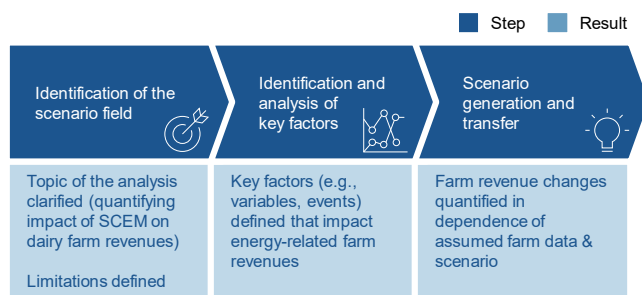 Step
Result
Identification of the
scenario field
Identification and
analysis of
key factors
Scenario
generation and
transfer
Topic of the analysis
clarified (quantifying
impact of SCEM on
dairy farm revenues)
Limitations defined
Key factors (e.g.,
variables, events)
defined that impact
energy-related farm
revenues
Farm revenue changes
quantified in
dependence of
assumed farm data &
scenario